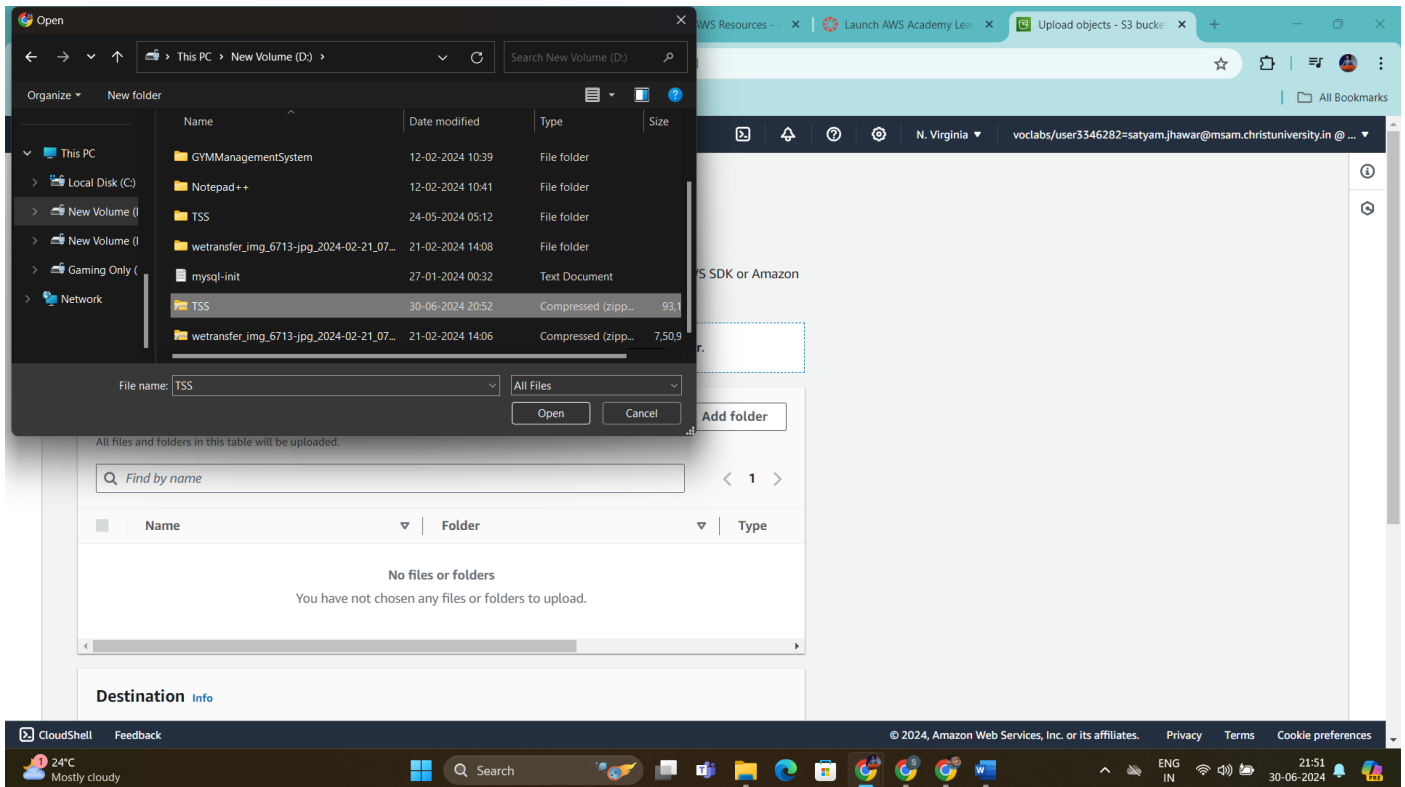 Open
This PC > New Volume (D:) >
Search New Volume (D:)
Organize
New folder
Name
Date modified
Type
Size
GYMManagementSystem
12-02-2024 10:39
File folder
Notepad++
12-02-2024 10:41
File folder
TSS
24-05-2024 05:12
File folder
wetransfer_img_6713-jpg_2024-02-21_07...
21-02-2024 14:08
File folder
mysql-init
27-01-2024 00:32
Text Document
TSS
30-06-2024 20:52
Compressed (zipp...
93,1
wetransfer_img_6713-jpg_2024-02-21_07...
21-02-2024 14:06
Compressed (zipp...
7,50,9
This PC
Local Disk (C:)
New Volume (
New Volume (
Gaming Only (
Network
File name:
TSS
All Files
Open
Cancel
AWS Resources -
Launch AWS Academy Lea
Upload objects - S3 bucke
All Bookmarks
N. Virginia
voclabs/user3346282=satyam.jhawar@msam.christuniversity.in @ ...
SDK or Amazon
r.
Add folder
All files and folders in this table will be uploaded.
Find by name
1
Name
Folder
Type
No files or folders
You have not chosen any files or folders to upload.
Destination Info
CloudShell
Feedback
© 2024, Amazon Web Services, Inc. or its affiliates.
Privacy
Terms
Cookie preferences
1
24°C
Mostly cloudy
Search
ENG
IN
21:51
30-06-2024
PRE